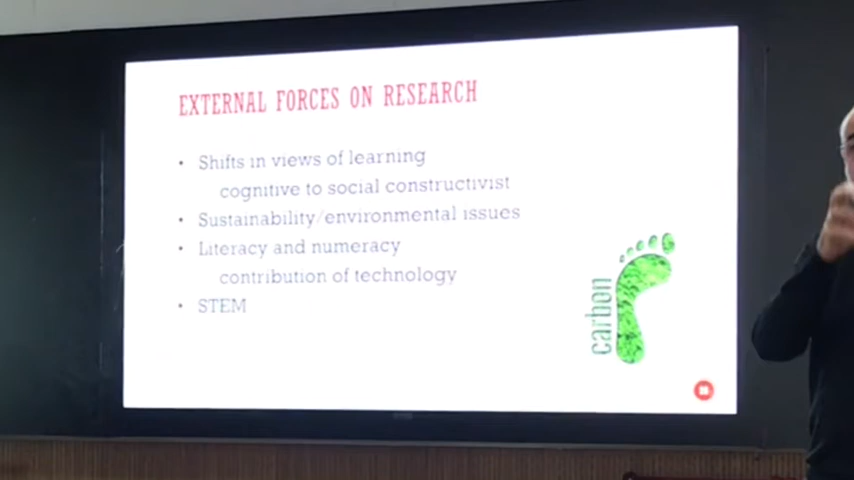 EXTERNAL FORCES ON RESEARCH
• Shifts in views of learning
cognitive to social constructivist
• Sustainability/environmental issues
• Literacy and numeracy
contribution of technology
• STEM
carbon